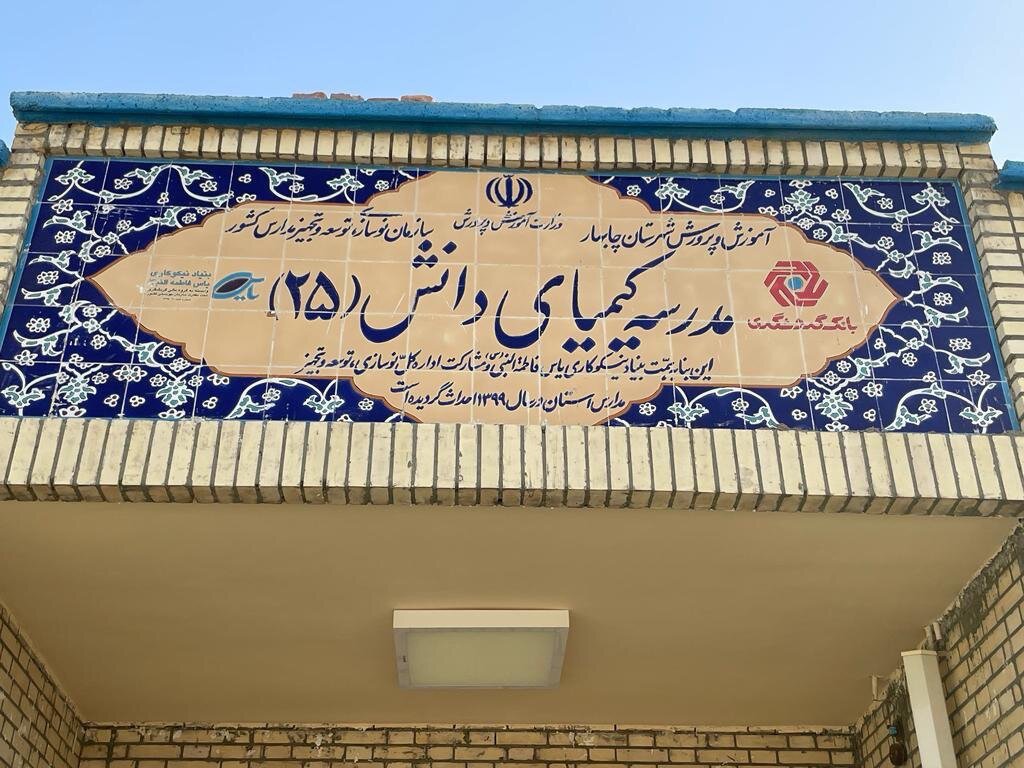 وزارت آموزش و پرورش
آموزش و پرورش شهرستان چابهار
سازمان نوسازی، توسعه و تجهیز مدارس کشور
بانک گردشگری
مدرسه کیمیای دانش (۲۵)
بنیاد نیکوکاری
یاس فاطمه النبی
یاس
این بنا به همت بنیاد نیکوکاری یاس فاطمة النبی و مشارکت اداره کل نوسازی، توسعه و تجهیز
مدارس استان در سال ۱۳۹۹ احداث گردیده است